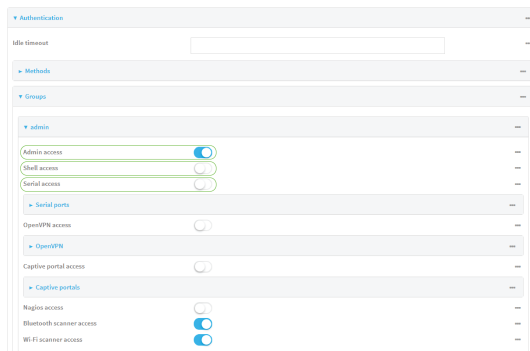 Authentication
Idle timeout
Methods
Groups
admin
Admin access
Shell access
Serial access
Serial ports
OpenVPN access
OpenVPN
Captive portal access
Captive portals
Nagios access
Bluetooth scanner access
Wi-Fi scanner access